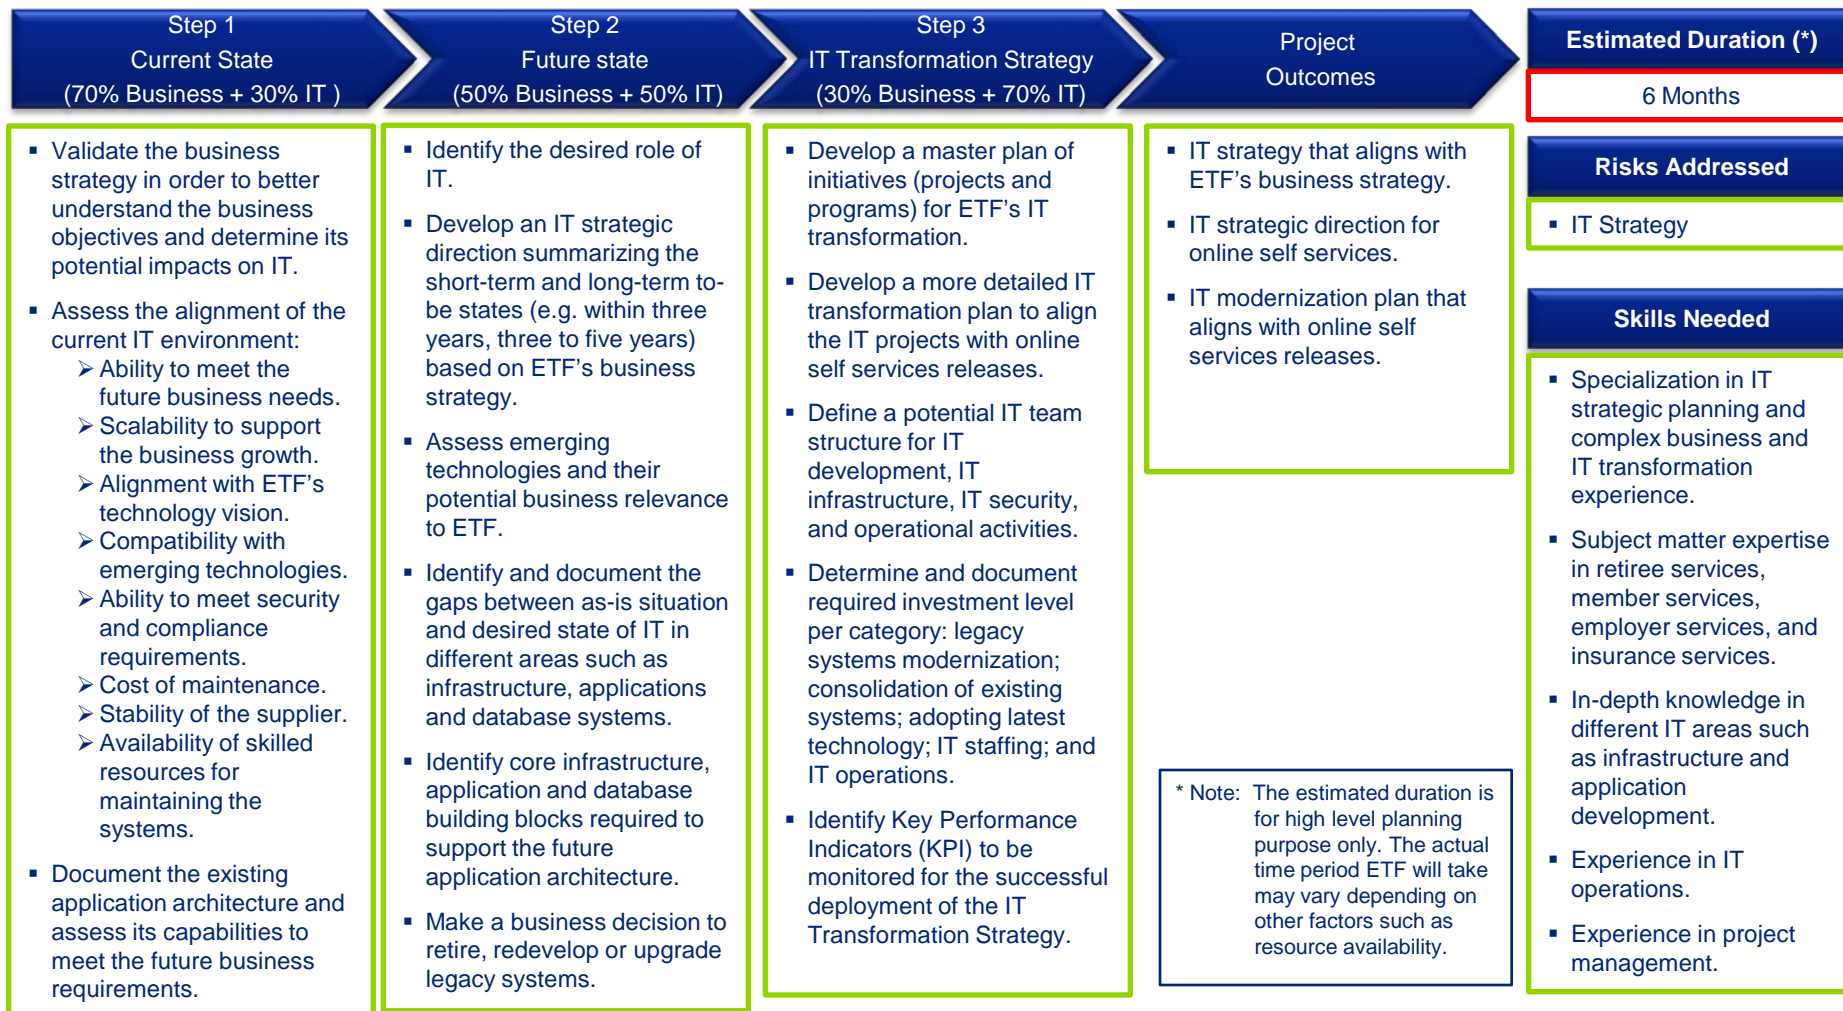 Step 1
Current State
(70% Business + 30% IT )
Step 2
Future state
(50% Business + 50% IT)
Step 3
IT Transformation Strategy
(30% Business + 70% IT)
Project
Outcomes
Estimated Duration (*)
6 Months
▪ Validate the business
strategy in order to better
understand the business
objectives and determine its
potential impacts on IT.
▪ Assess the alignment of the
current IT environment:
➢ Ability to meet the
future business needs.
➢ Scalability to support
the business growth.
➢ Alignment with ETF's
technology vision.
➢ Compatibility with
emerging technologies.
➢ Ability to meet security
and compliance
requirements.
➢ Cost of maintenance.
➢ Stability of the supplier.
➢ Availability of skilled
resources for
maintaining the
systems.
▪ Document the existing
application architecture and
assess its capabilities to
meet the future business
requirements.
▪ Identify the desired role of
IT.
▪ Develop an IT strategic
direction summarizing the
short-term and long-term to-
be states (e.g. within three
years, three to five years)
based on ETF's business
strategy.
▪ Assess emerging
technologies and their
potential business relevance
to ETF.
▪ Identify and document the
gaps between as-is situation
and desired state of IT in
different areas such as
infrastructure, applications
and database systems.
▪ Identify core infrastructure,
application and database
building blocks required to
support the future
application architecture.
▪ Make a business decision to
retire, redevelop or upgrade
legacy systems.
▪ Develop a master plan of
initiatives (projects and
programs) for ETF's IT
transformation.
▪ Develop a more detailed IT
transformation plan to align
the IT projects with online
self services releases.
▪ Define a potential IT team
structure for IT
development, IT
infrastructure, IT security,
and operational activities.
▪ Determine and document
required investment level
per category: legacy
systems modernization;
consolidation of existing
systems; adopting latest
technology; IT staffing; and
IT operations.
▪ Identify Key Performance
Indicators (KPI) to be
monitored for the successful
deployment of the IT
Transformation Strategy.
▪ IT strategy that aligns with
ETF's business strategy.
▪ IT strategic direction for
online self services.
▪ IT modernization plan that
aligns with online self
services releases.
* Note: The estimated duration is
for high level planning
purpose only. The actual
time period ETF will take
may vary depending on
other factors such as
resource availability.
Risks Addressed
▪ IT Strategy
Skills Needed
▪ Specialization in IT
strategic planning and
complex business and
IT transformation
experience.
▪ Subject matter expertise
in retiree services,
member services,
employer services, and
insurance services.
▪ In-depth knowledge in
different IT areas such
as infrastructure and
application
development.
▪ Experience in IT
operations.
▪ Experience in project
management.